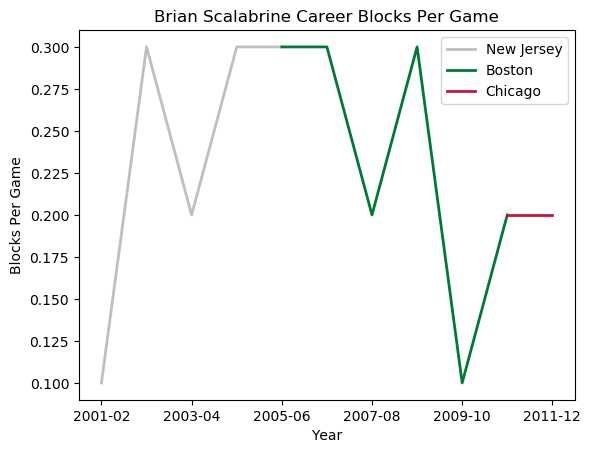 Brian Scalabrine Career Blocks Per Game
0.300
0.275
0.250
0.225
0.200
0.175
0.150
0.125
0.100
Blocks Per Game
New Jersey
Boston
Chicago
2001-02 2003-04 2005-06 2007-08 2009-10 2011-12
Year